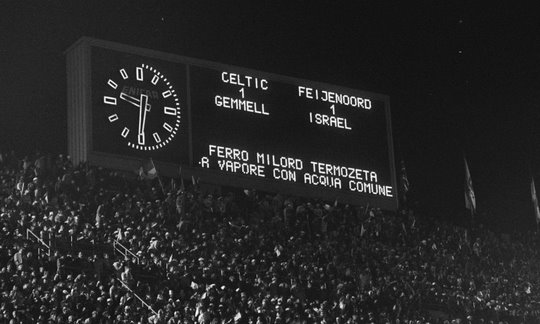 CELTIC
1
GEMMELL
FEIJENOORD
1
ISRAEL
FERRO MILORD TERMOZETA
A VAPORE CON ACQUA COMUNE